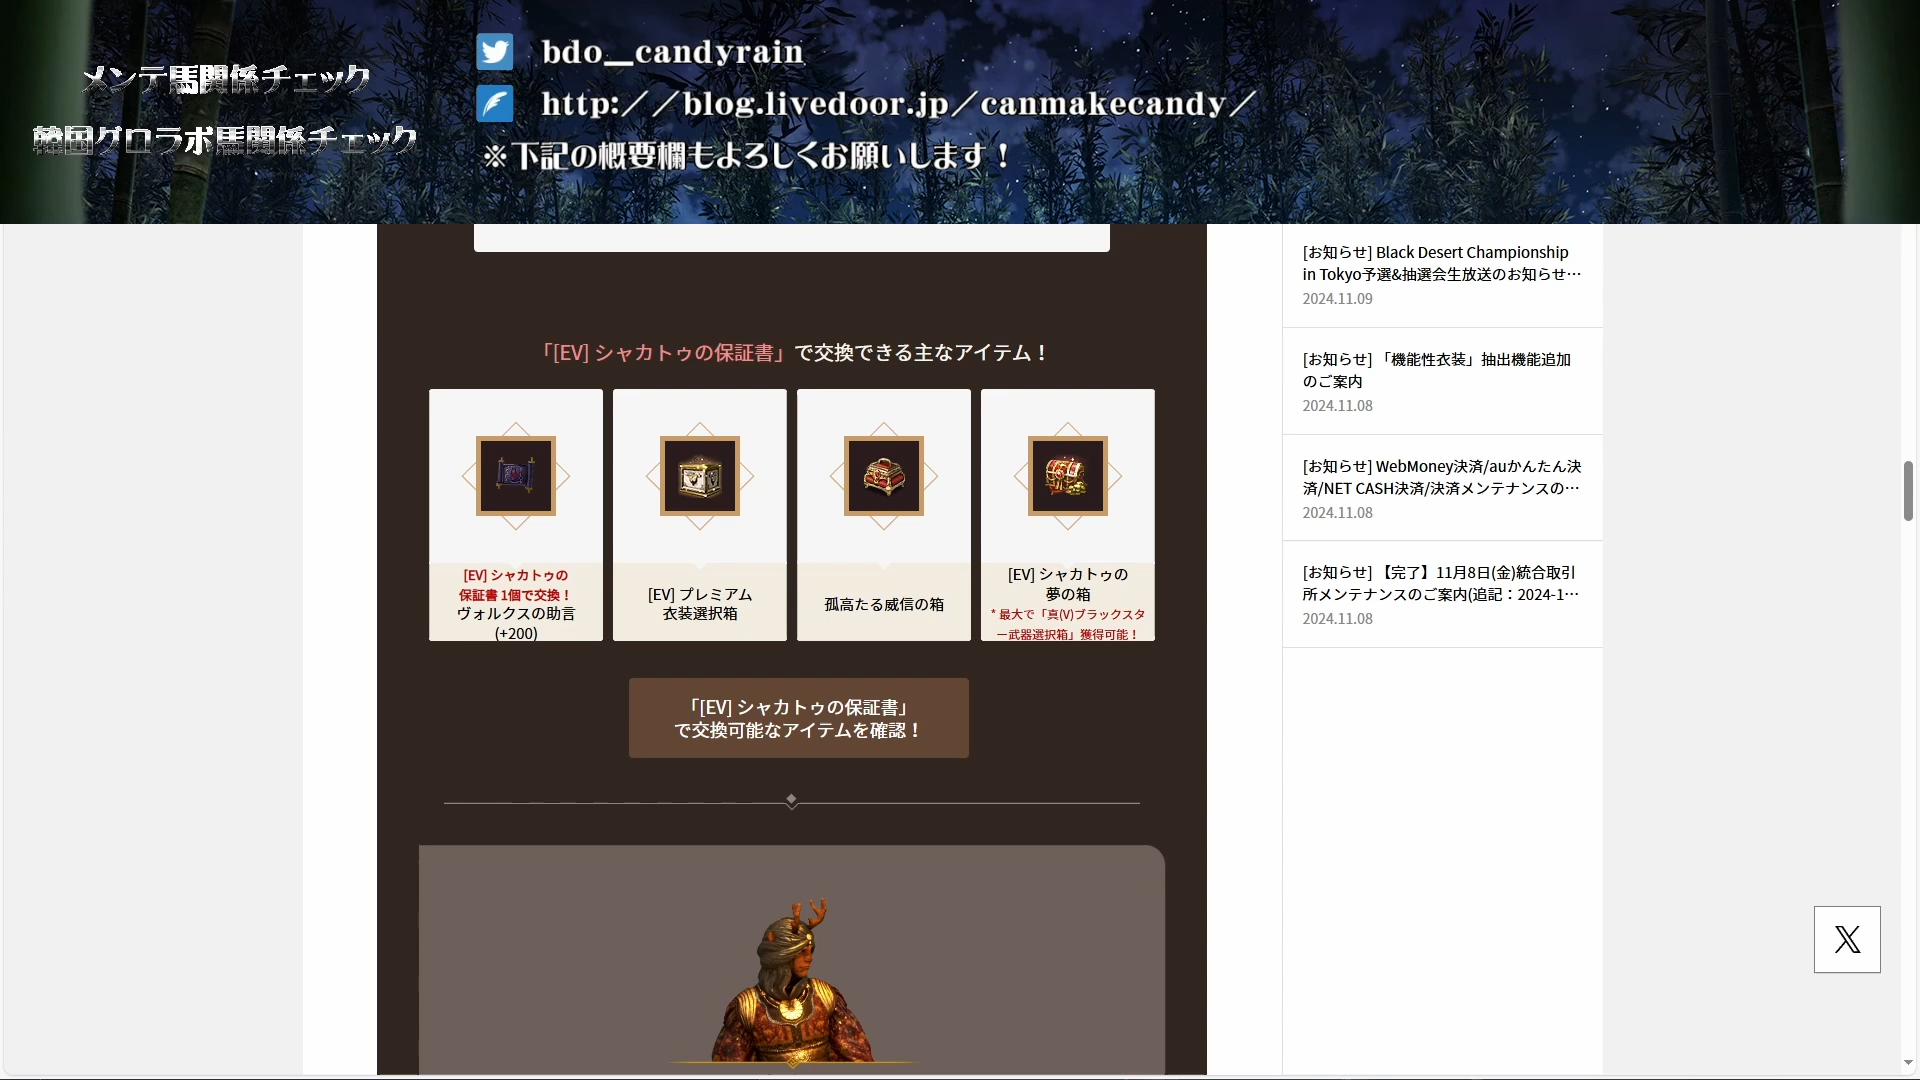 メンテ馬関係チェック
韓国グロラボ馬関係チェック
bdo__candyrain
http://blog.livedoor.jp/canmakecandy/
※下記の概要欄もよろしくお願いします！
「[EV] シャカトゥの保証書」で交換できる主なアイテム！
[EV] シャカトゥの
保証書 1個で交換！
ヴォルクスの助言
(+200)
[EV] プレミアム
衣装選択箱
孤高たる威信の箱
[EV] シャカトゥの
夢の箱
* 最大で「真(V)ブラックスタ
ー武器選択箱」獲得可能！
「[EV] シャカトゥの保証書」
で交換可能なアイテムを確認！
[お知らせ] Black Desert Championship
in Tokyo予選&抽選会生放送のお知らせ…
2024.11.09
[お知らせ] 「機能性衣装」抽出機能追加
のご案内
2024.11.08
[お知らせ] WebMoney決済/auかんたん決
済/NET CASH決済/決済メンテナンスの…
2024.11.08
[お知らせ] 【完了】11月8日(金)統合取引
所メンテナンスのご案内(追記：2024-1…
2024.11.08